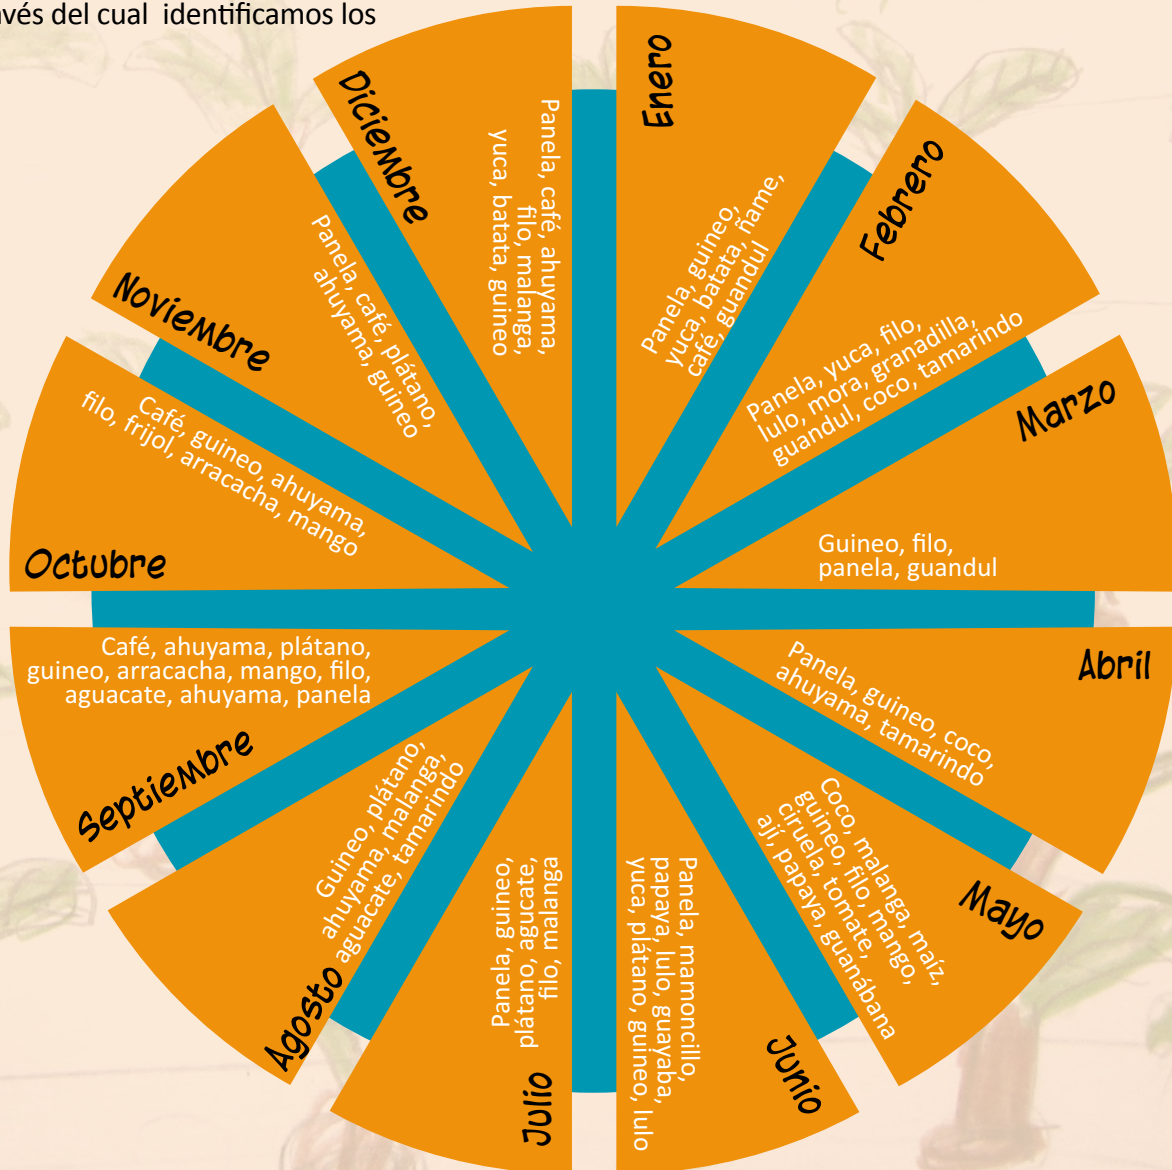 avés del cual identificamos los
Enero
Panela, guineo,
yuca, batata, ñame,
café, guandul
Febrero
Panela, yuca, filo,
lulo, mora, granadilla,
guandul, coco, tamarindo
Marzo
Guineo, filo,
panela, guandul
Abril
Panela, guineo, coco,
ahuyama, tamarindo
Mayo
Coco, malanga, maíz,
guineo, filo, mango,
ciruela, tomate,
ají, papaya, guanábana
Junio
Panela, mamoncillo,
papaya, lulo, guayaba,
yuca, plátano, guineo, lulo
Julio
Panela, guineo,
plátano, agucate,
filo, malanga
Agosto
Guineo, plátano,
ahuyama, malanga,
aguacate, tamarindo
Septiembre
Café, ahuyama, plátano,
guineo, arracacha, mango, filo,
aguacate, ahuyama, panela
Octubre
Café, guineo, ahuyama,
filo, frijol, arracacha, mango
Noviembre
Panela, café, plátano,
ahuyama, guineo
Diciembre
Panela, café, ahuyama,
filo, malanga,
yuca, batata, guineo